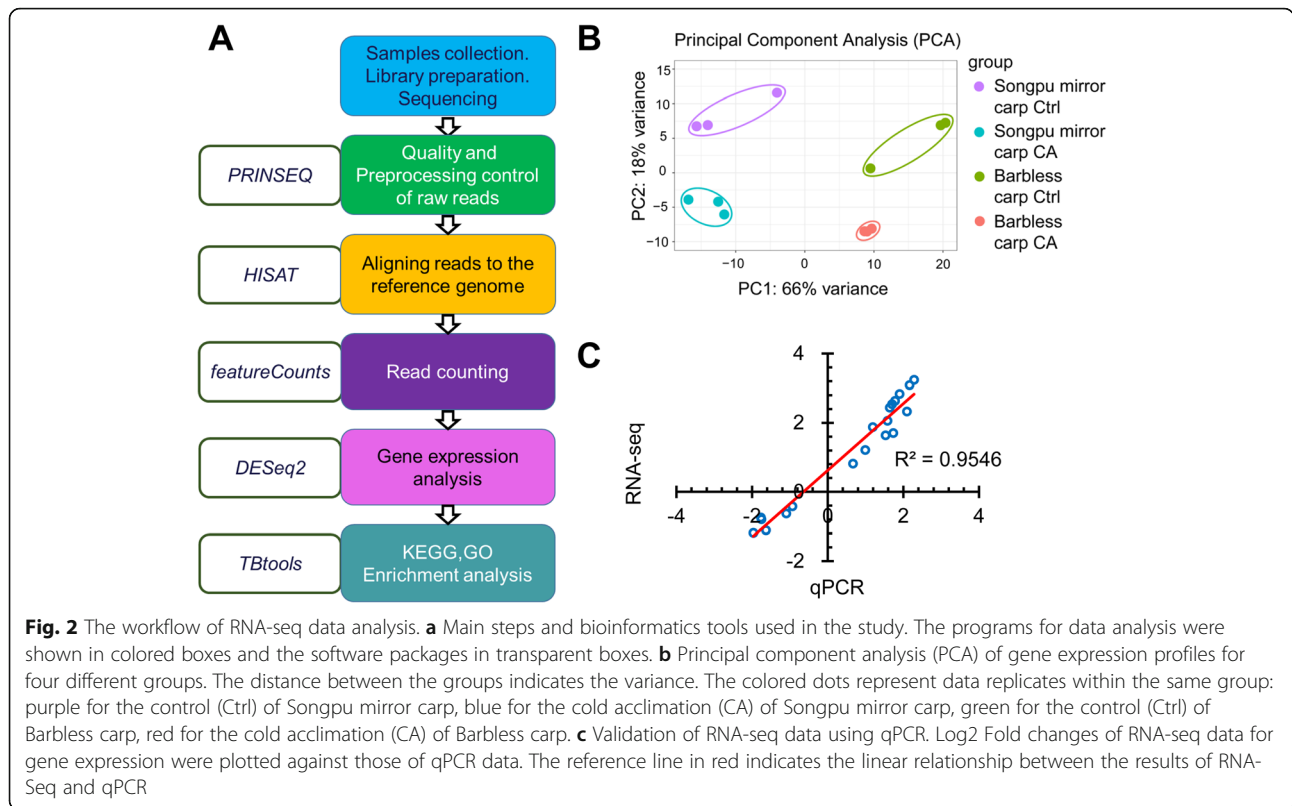 A
Samples collection.
Library preparation.
Sequencing
PRINSEQ
Quality and
Preprocessing control
of raw reads
HISAT
Aligning reads to the
reference genome
featureCounts
Read counting
DESeq2
Gene expression
analysis
TBtools
KEGG,GO
Enrichment analysis
B
Principal Component Analysis (PCA)
PC2: 18% variance
15
10
5
0
−5
−10
−10
0
10
20
PC1: 66% variance
group
Songpu mirror
carp Ctrl
Songpu mirror
carp CA
Barbless
carp Ctrl
Barbless
carp CA
C
RNA-seq
4
2
0
-2
-4
-2
0
2
4
R² = 0.9546
qPCR
Fig. 2 The workflow of RNA-seq data analysis. a Main steps and bioinformatics tools used in the study. The programs for data analysis were
shown in colored boxes and the software packages in transparent boxes. b Principal component analysis (PCA) of gene expression profiles for
four different groups. The distance between the groups indicates the variance. The colored dots represent data replicates within the same group:
purple for the control (Ctrl) of Songpu mirror carp, blue for the cold acclimation (CA) of Songpu mirror carp, green for the control (Ctrl) of
Barbless carp, red for the cold acclimation (CA) of Barbless carp. c Validation of RNA-seq data using qPCR. Log2 Fold changes of RNA-seq data for
gene expression were plotted against those of qPCR data. The reference line in red indicates the linear relationship between the results of RNA-
Seq and qPCR